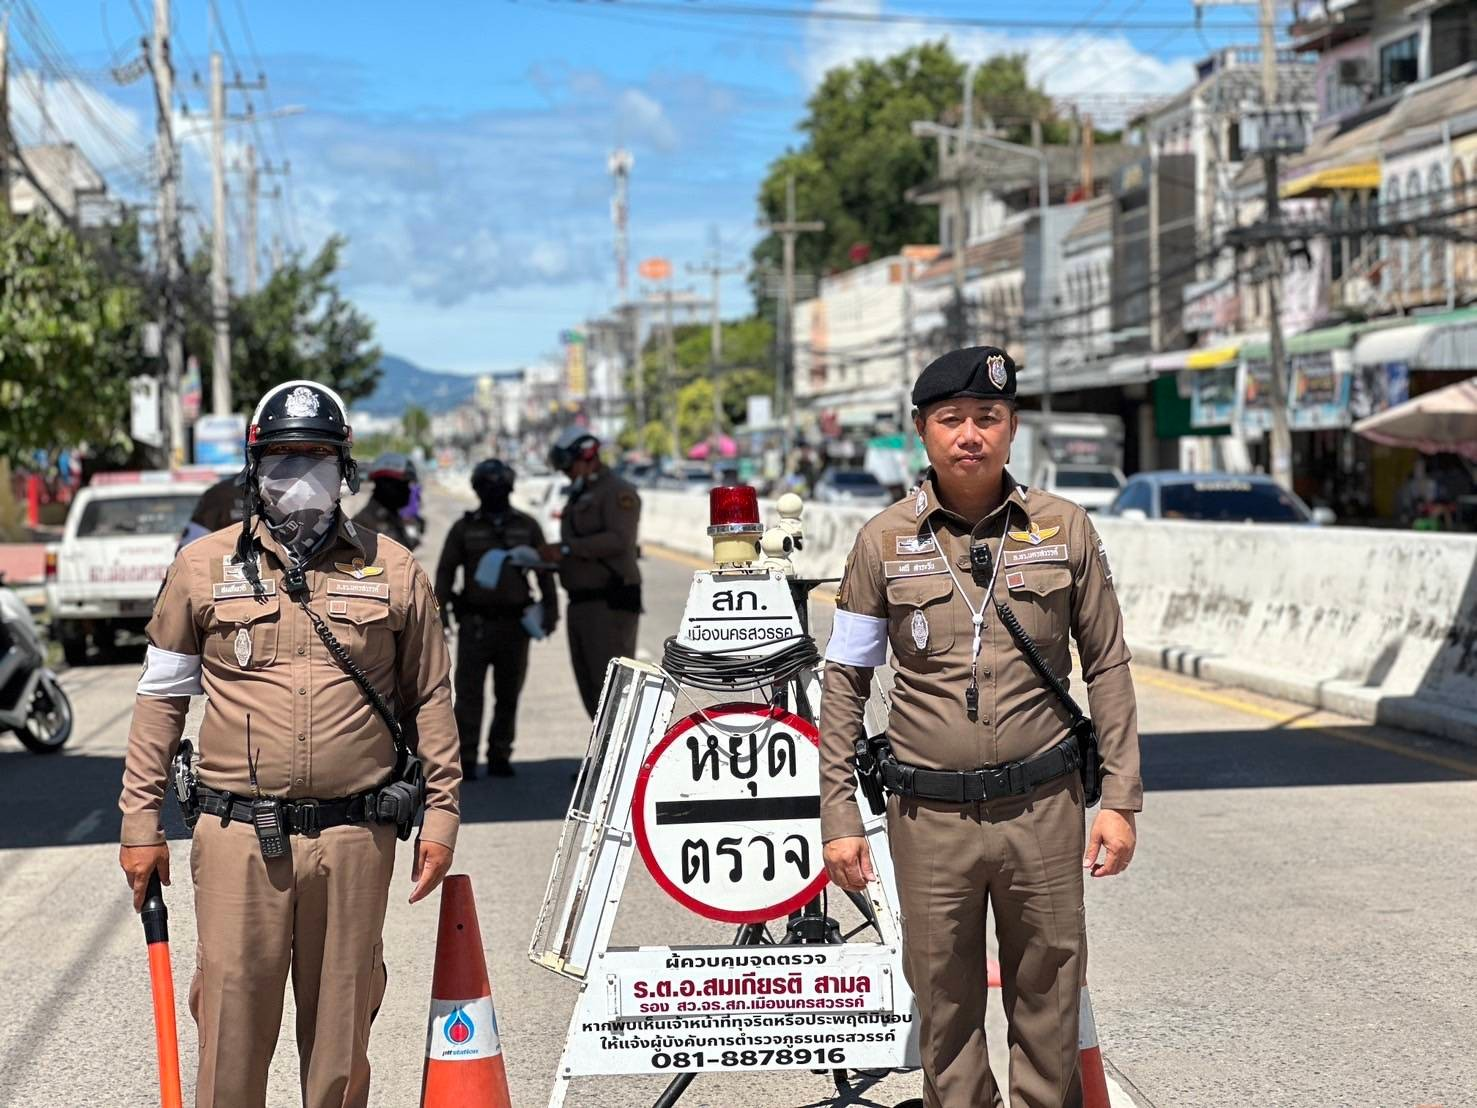 สภ.
เมืองนครสวรรค์
หยุด
ตรวจ
ผู้ควบคุมจุดตรวจ
ร.ต.อ.สมเกียรติ สามล
รอง สว.จร.สภ.เมืองนครสวรรค์
หากพบเห็นเจ้าหน้าที่ทุจริตหรือประพฤติมิชอบ
ให้แจ้งผู้บังคับการตำรวจภูธรนครสวรรค์
081-8878916
ptt station